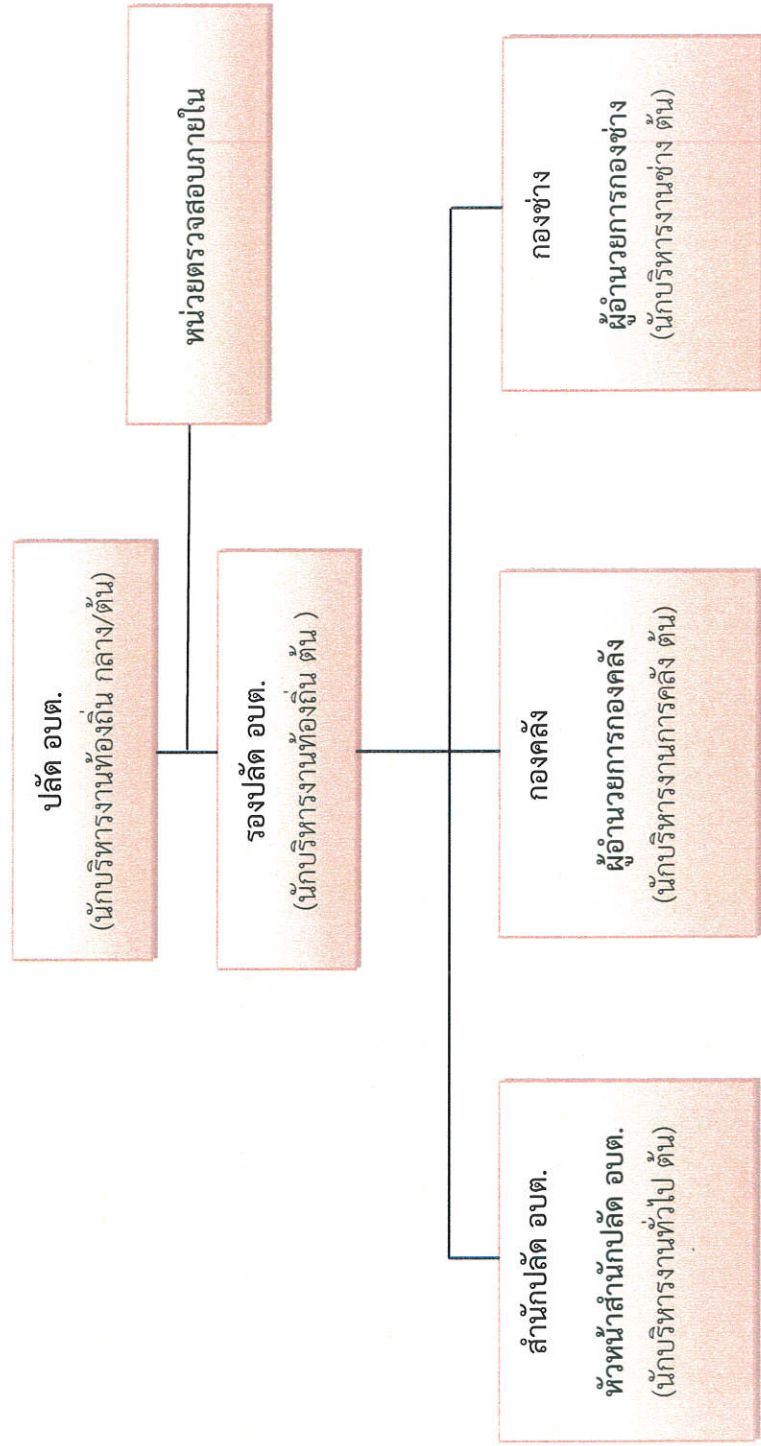 ปลัด อบต.
(นักบริหารงานท้องถิ่น กลาง/ต้น)
หน่วยตรวจสอบภายใน
รองปลัด อบต.
(นักบริหารงานท้องถิ่น ต้น )
สำนักปลัด อบต.
หัวหน้าสำนักปลัด อบต.
(นักบริหารงานทั่วไป ต้น)
กองคลัง
ผู้อำนวยการกองคลัง
(นักบริหารงานการคลัง ต้น)
กองช่าง
ผู้อำนวยการกองช่าง
(นักบริหารงานช่าง ต้น)